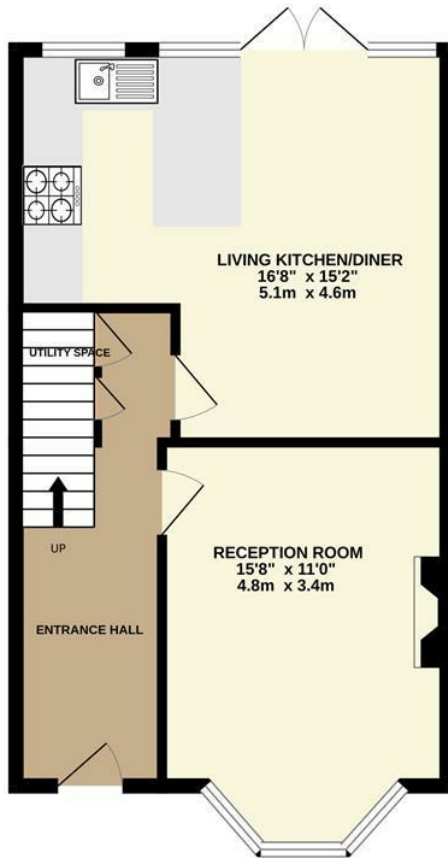 LIVING KITCHEN/DINER
16'8" x 15'2"
5.1m x 4.6m
UTILITY SPACE
UP
RECEPTION ROOM
15'8" x 11'0"
4.8m x 3.4m
ENTRANCE HALL